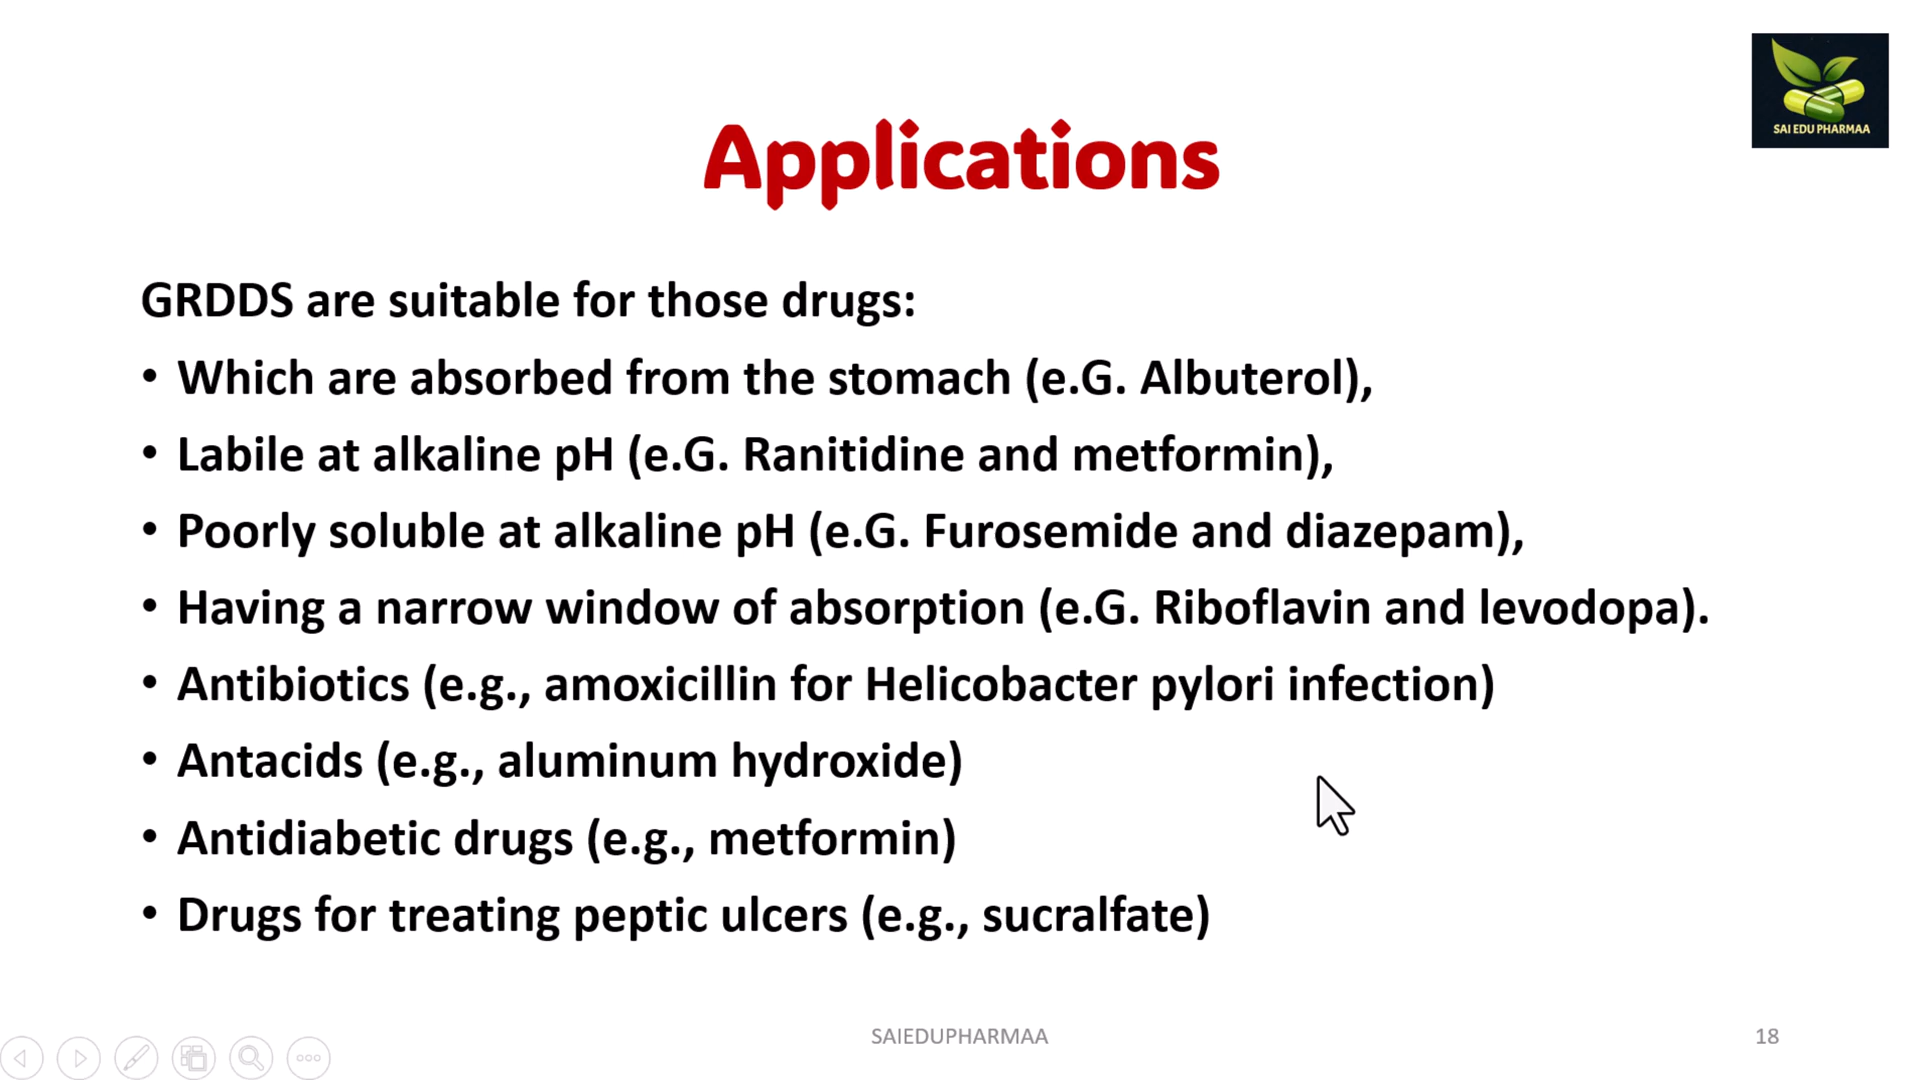 SAI EDU PHARMAA
Applications
GRDDS are suitable for those drugs:
• Which are absorbed from the stomach (e.G. Albuterol),
• Labile at alkaline pH (e.G. Ranitidine and metformin),
• Poorly soluble at alkaline pH (e.G. Furosemide and diazepam),
• Having a narrow window of absorption (e.G. Riboflavin and levodopa).
• Antibiotics (e.g., amoxicillin for Helicobacter pylori infection)
• Antacids (e.g., aluminum hydroxide)
• Antidiabetic drugs (e.g., metformin)
• Drugs for treating peptic ulcers (e.g., sucralfate)
SAIEDUPHARMAA
18